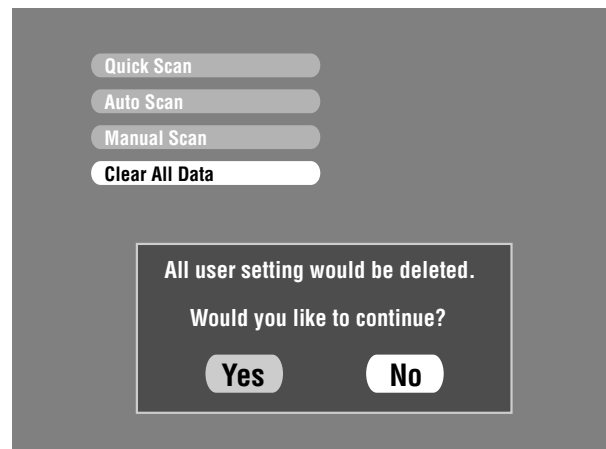 Quick Scan
Auto Scan
Manual Scan
Clear All Data
All user setting would be deleted.
Would you like to continue?
Yes No